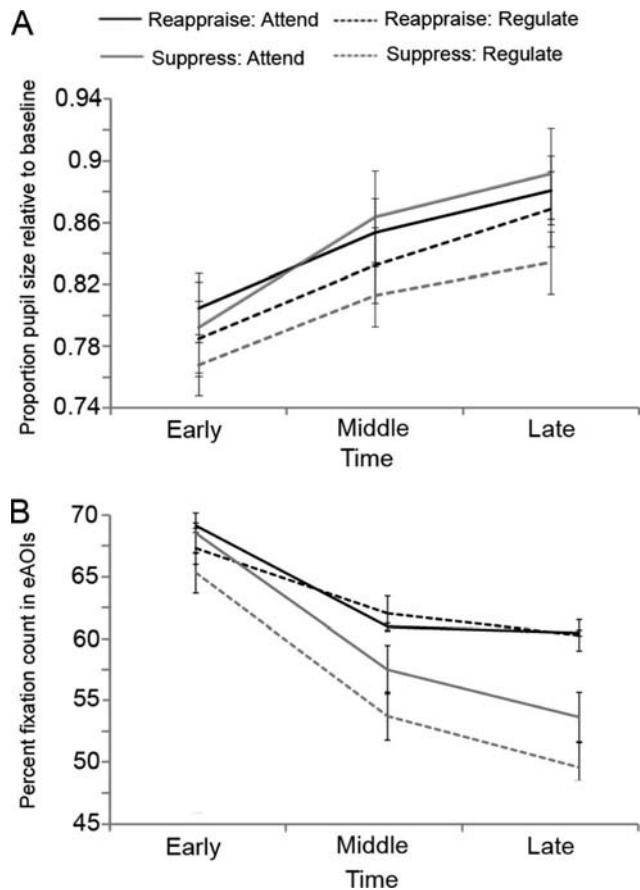 A
Reappraise: Attend Reappraise: Regulate
Suppress: Attend Suppress: Regulate
Proportion pupil size relative to baseline
0.94
0.9
0.86
0.82
0.78
0.74
Early Middle Late
Time
B
Percent fixation count in eAOIs
70
65
60
55
50
45
Early Middle Late
Time